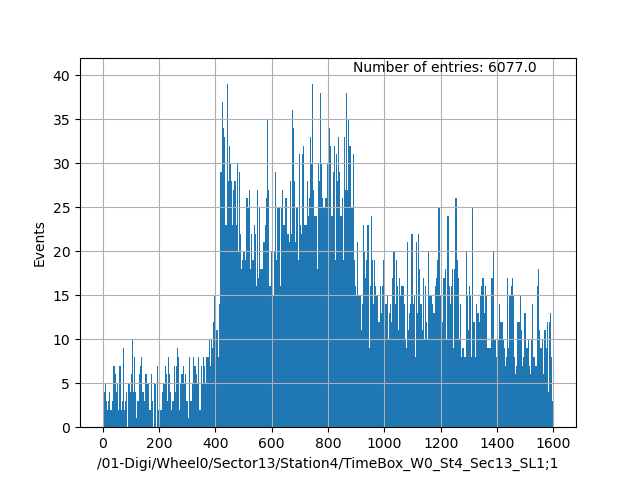 Number of entries: 6077.0
40
35
30
25
20
15
10
5
0
Events
0 200 400 600 800 1000 1200 1400 1600
/01-Digi/Wheel0/Sector13/Station4/TimeBox_W0_St4_Sec13_SL1;1